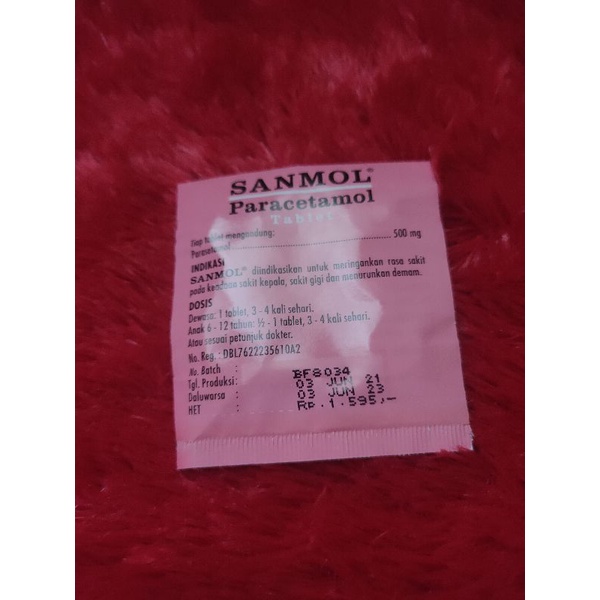 SANMOL®
Paracetamol
Tablet
Tiap tablet mengandung:
Parasetamol .................................................. 500 mg
INDIKASI
SANMOL® diindikasikan untuk meringankan rasa sakit
pada keadaan sakit kepala, sakit gigi dan menurunkan demam.
DOSIS
Dewasa: 1 tablet, 3 - 4 kali sehari.
Anak 6 - 12 tahun: ½ - 1 tablet, 3 - 4 kali sehari.
Atau sesuai petunjuk dokter.
No. Reg. : DBL7622235610A2
No. Batch : BF8034
Tgl. Produksi: 03 JUN 21
Daluwarsa : 03 JUN 23
HET : Rp.1.595,-